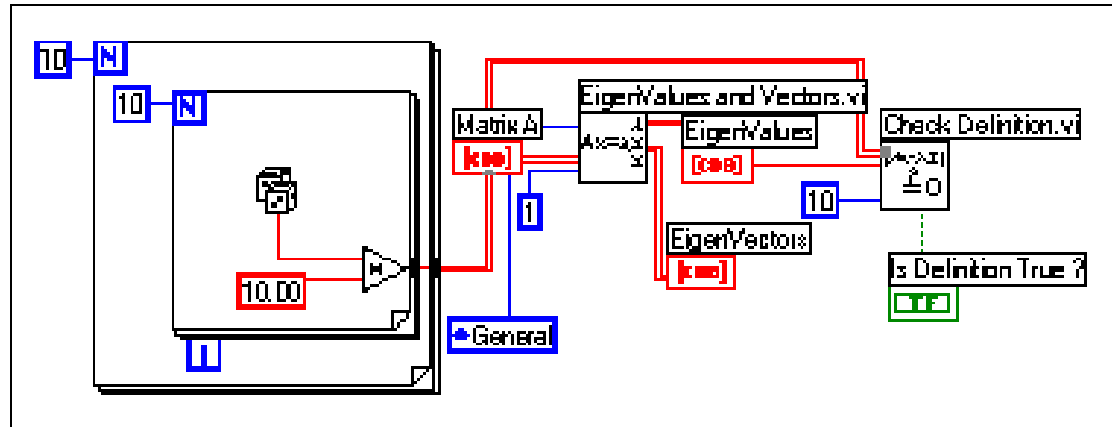 10 N
10 N
10.00
i
Matrix A
General
1
EigenValues and Vectors.vi
EigenValues
EigenVectors
10
Check Definition.vi
Is Definition True ?
TF